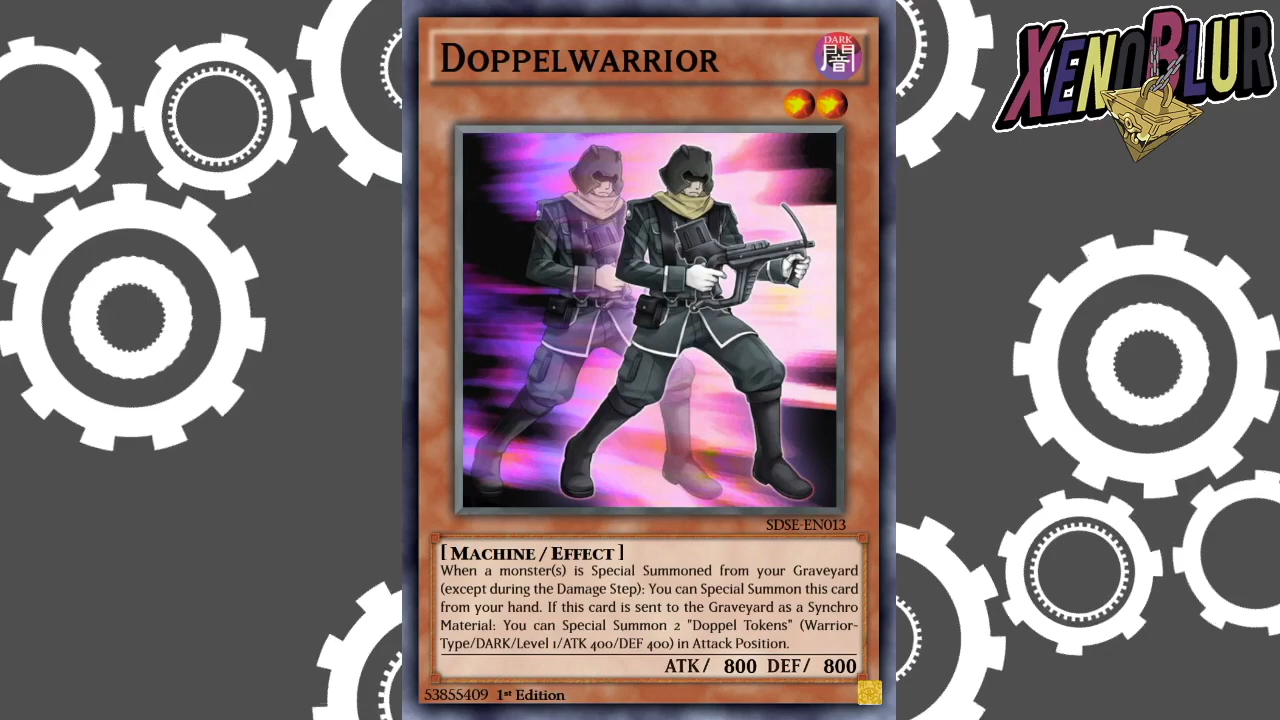 XENOBLUR
DOPPELWARRIOR
DARK
闇
SDSE-EN013
[ MACHINE / EFFECT ]
When a monster(s) is Special Summoned from your Graveyard
(except during the Damage Step): You can Special Summon this card
from your hand. If this card is sent to the Graveyard as a Synchro
Material: You can Special Summon 2 "Doppel Tokens" (Warrior-
Type/DARK/Level 1/ATK 400/DEF 400) in Attack Position.
ATK/ 800 DEF/ 800
53855409 1st Edition